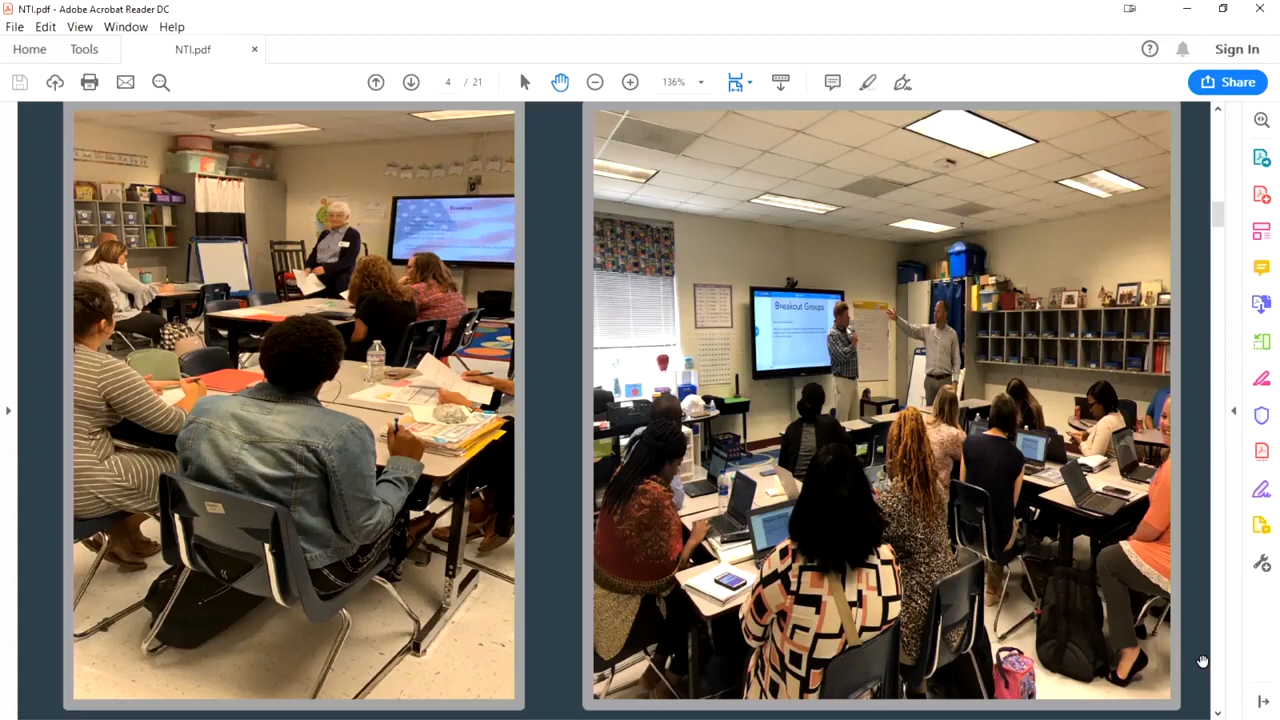 NTI.pdf - Adobe Acrobat Reader DC
File Edit View Window Help
Home Tools NTI.pdf Sign In
4 / 21 136% Share
Breakout Groups